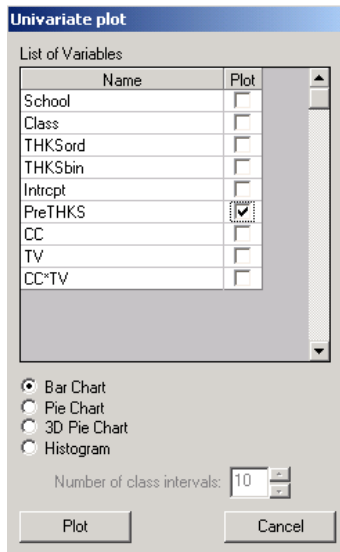 Univariate plot
List of Variables
Name Plot
School
Class
THKSord
THKSbin
Intrcpt
PreTHKS
CC
TV
CC*TV
Bar Chart
Pie Chart
3D Pie Chart
Histogram
Number of class intervals: 10
Plot Cancel